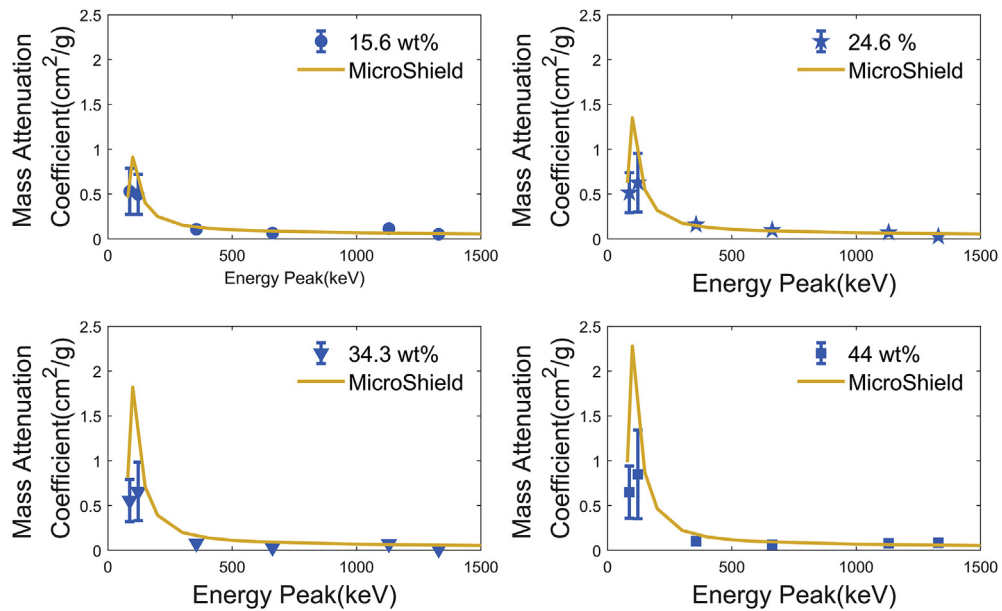 2.5
2
1.5
1
0.5
0
Mass Attenuation
Coefficient(cm²/g)
15.6 wt%
MicroShield
0 500 1000 1500
Energy Peak(keV)
2.5
2
1.5
1
0.5
0
Mass Attenuation
Coefficient(cm²/g)
24.6 %
MicroShield
0 500 1000 1500
Energy Peak(keV)
2.5
2
1.5
1
0.5
0
Mass Attenuation
Coefficient(cm²/g)
34.3 wt%
MicroShield
0 500 1000 1500
Energy Peak(keV)
2.5
2
1.5
1
0.5
0
Mass Attenuation
Coefficient(cm²/g)
44 wt%
MicroShield
0 500 1000 1500
Energy Peak(keV)